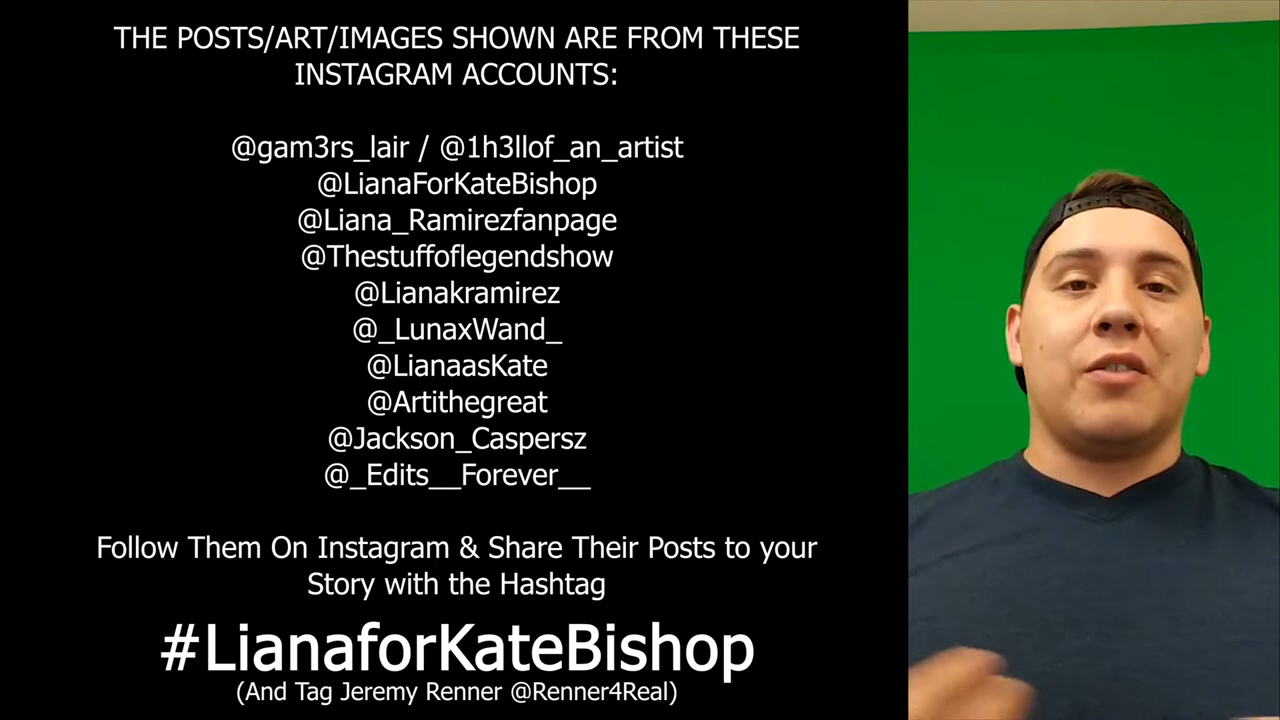 THE POSTS/ART/IMAGES SHOWN ARE FROM THESE
INSTAGRAM ACCOUNTS:
@gam3rs_lair / @1h3llof_an_artist
@LianaForKateBishop
@Liana_Ramirezfanpage
@Thestuffoflegendshow
@Lianakramirez
@_LunaxWand_
@LianaasKate
@Artithegreat
@Jackson_Caspersz
@_Edits__Forever__
Follow Them On Instagram & Share Their Posts to your
Story with the Hashtag
#LianaforKateBishop
(And Tag Jeremy Renner @Renner4Real)